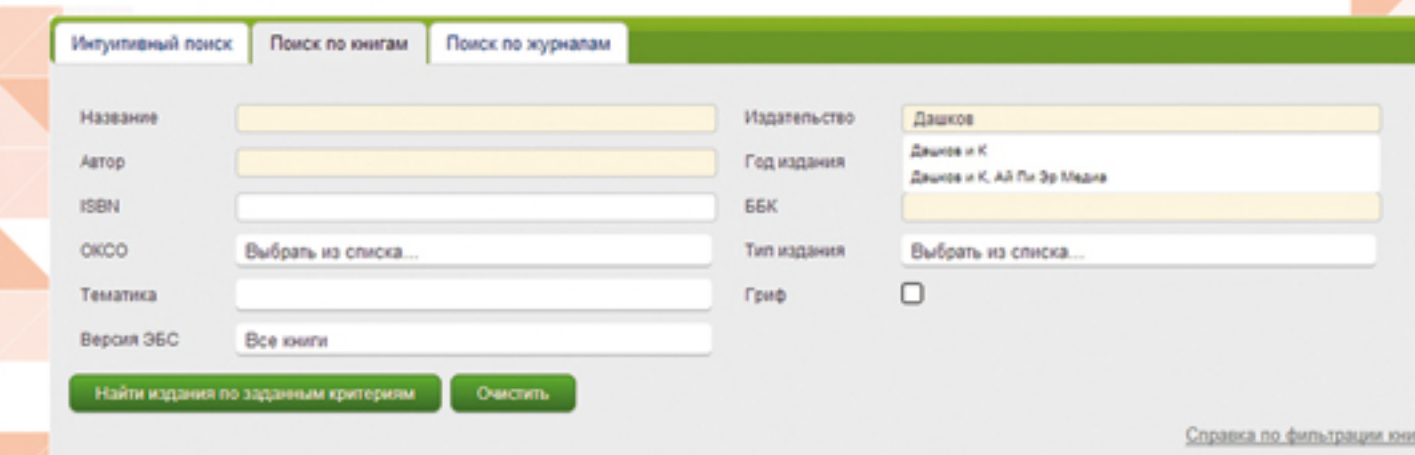 Интуитивный поиск Поиск по книгам Поиск по журналам
Название Издательство Дашков
Автор Год издания Дашков и К
Дашков и К, Ай Пи Эр Медиа
ISBN ББК
ОКСО Выбрать из списка... Тип издания Выбрать из списка...
Тематика Гриф
Версия ЭБС Все книги
Найти издания по заданным критериям Очистить
Справка по фильтрации кни